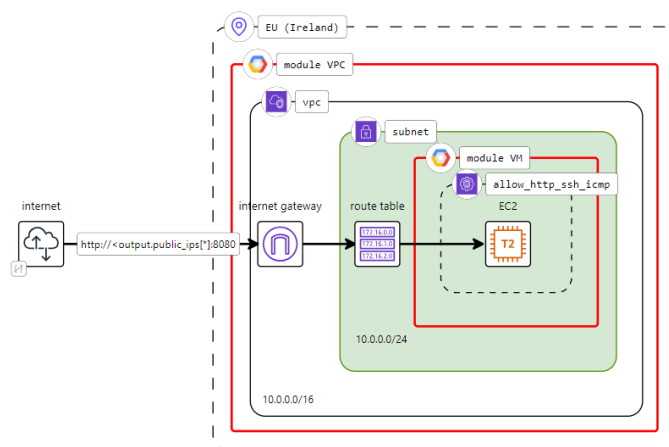 EU (Ireland)
module VPC
vpc
subnet
module VM
allow_http_ssh_icmp
internet
internet gateway
route table
EC2
http://<output.public_ips[*]:8080
172.16.0.0
172.16.1.0
172.16.2.0
T2
10.0.0.0/24
10.0.0.0/16